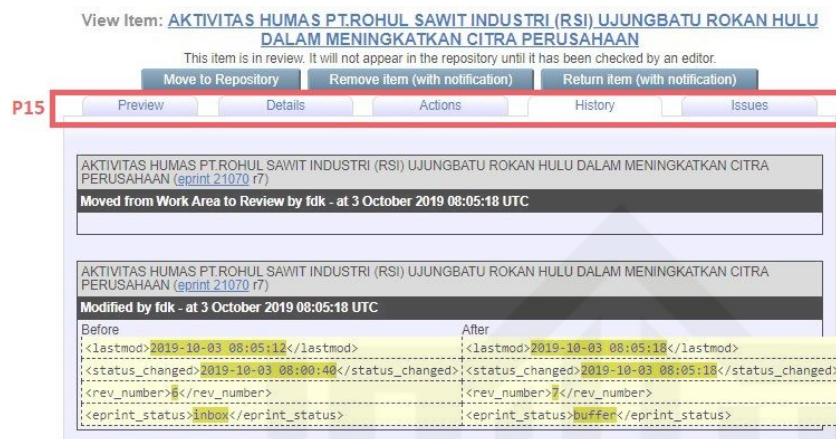 View Item: AKTIVITAS HUMAS PT.ROHUL SAWIT INDUSTRI (RSI) UJUNGBATU ROKAN HULU
DALAM MENINGKATKAN CITRA PERUSAHAAN
This item is in review. It will not appear in the repository until it has been checked by an editor.
Move to Repository Remove item (with notification) Return item (with notification)
P15 Preview Details Actions History Issues
AKTIVITAS HUMAS PT.ROHUL SAWIT INDUSTRI (RSI) UJUNGBATU ROKAN HULU DALAM MENINGKATKAN CITRA
PERUSAHAAN (eprint 21070 r7)
Moved from Work Area to Review by fdk - at 3 October 2019 08:05:18 UTC
AKTIVITAS HUMAS PT.ROHUL SAWIT INDUSTRI (RSI) UJUNGBATU ROKAN HULU DALAM MENINGKATKAN CITRA
PERUSAHAAN (eprint 21070 r7)
Modified by fdk - at 3 October 2019 08:05:18 UTC
Before After
<lastmod>2019-10-03 08:05:12</lastmod> <lastmod>2019-10-03 08:05:18</lastmod>
<status_changed>2019-10-03 08:00:40</status_changed> <status_changed>2019-10-03 08:05:18</status_changed>
<rev_number>6</rev_number> <rev_number>7</rev_number>
<eprint_status>inbox</eprint_status> <eprint_status>buffer</eprint_status>